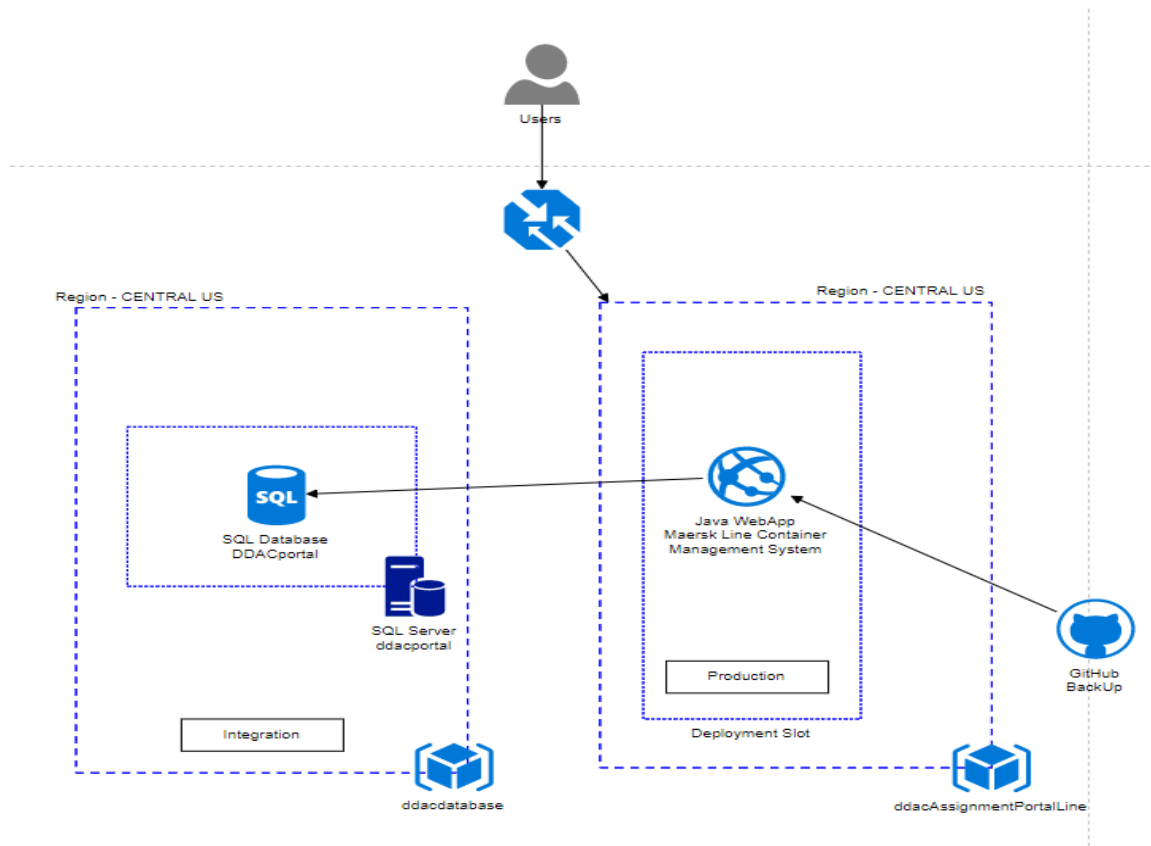 Users
Region - CENTRAL US
Region - CENTRAL US
SQL
SQL Database
DDACportal
SQL Server
ddacportal
Integration
ddacdatabase
Java WebApp
Maersk Line Container
Management System
Production
Deployment Slot
ddacAssignmentPortalLine
GitHub
BackUp